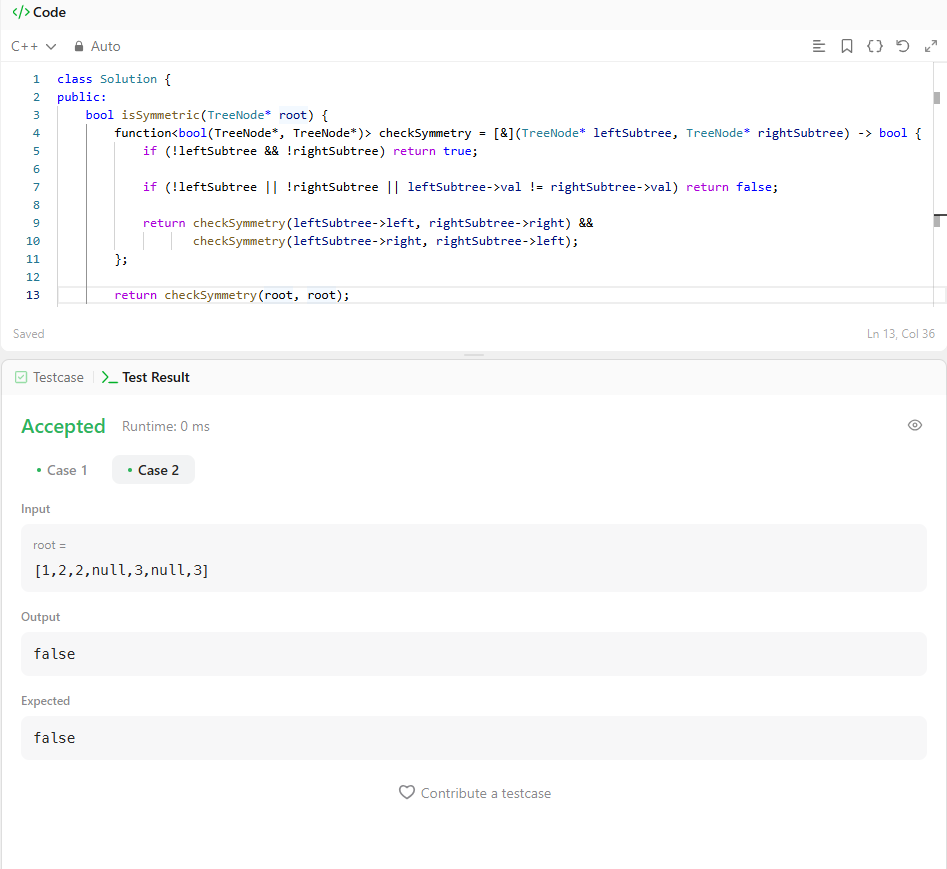 </> Code
C++ Auto
1 class Solution {
2 public:
3 bool isSymmetric(TreeNode* root) {
4 function<bool(TreeNode*, TreeNode*)> checkSymmetry = [&](TreeNode* leftSubtree, TreeNode* rightSubtree) -> bool {
5 if (!leftSubtree && !rightSubtree) return true;
6
7 if (!leftSubtree || !rightSubtree || leftSubtree->val != rightSubtree->val) return false;
8
9 return checkSymmetry(leftSubtree->left, rightSubtree->right) &&
10 checkSymmetry(leftSubtree->right, rightSubtree->left);
11 };
12
13 return checkSymmetry(root, root);
Saved Ln 13, Col 36
Testcase >_ Test Result
Accepted Runtime: 0 ms
• Case 1 • Case 2
Input
root =
[1,2,2,null,3,null,3]
Output
false
Expected
false
Contribute a testcase